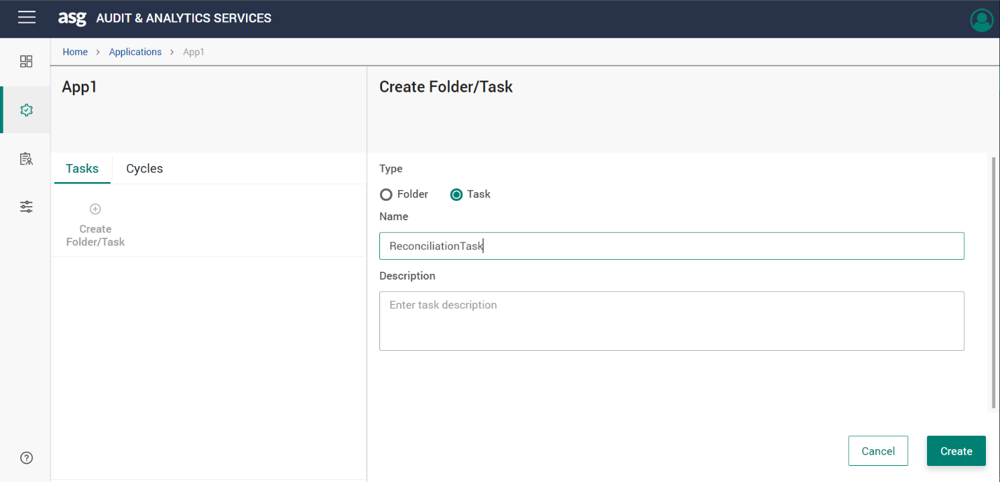 asg AUDIT & ANALYTICS SERVICES
Home > Applications > App1
App1
Create Folder/Task
Tasks
Cycles
Create
Folder/Task
Type
Folder
Task
Name
ReconciliationTask
Description
Enter task description
Cancel
Create
?